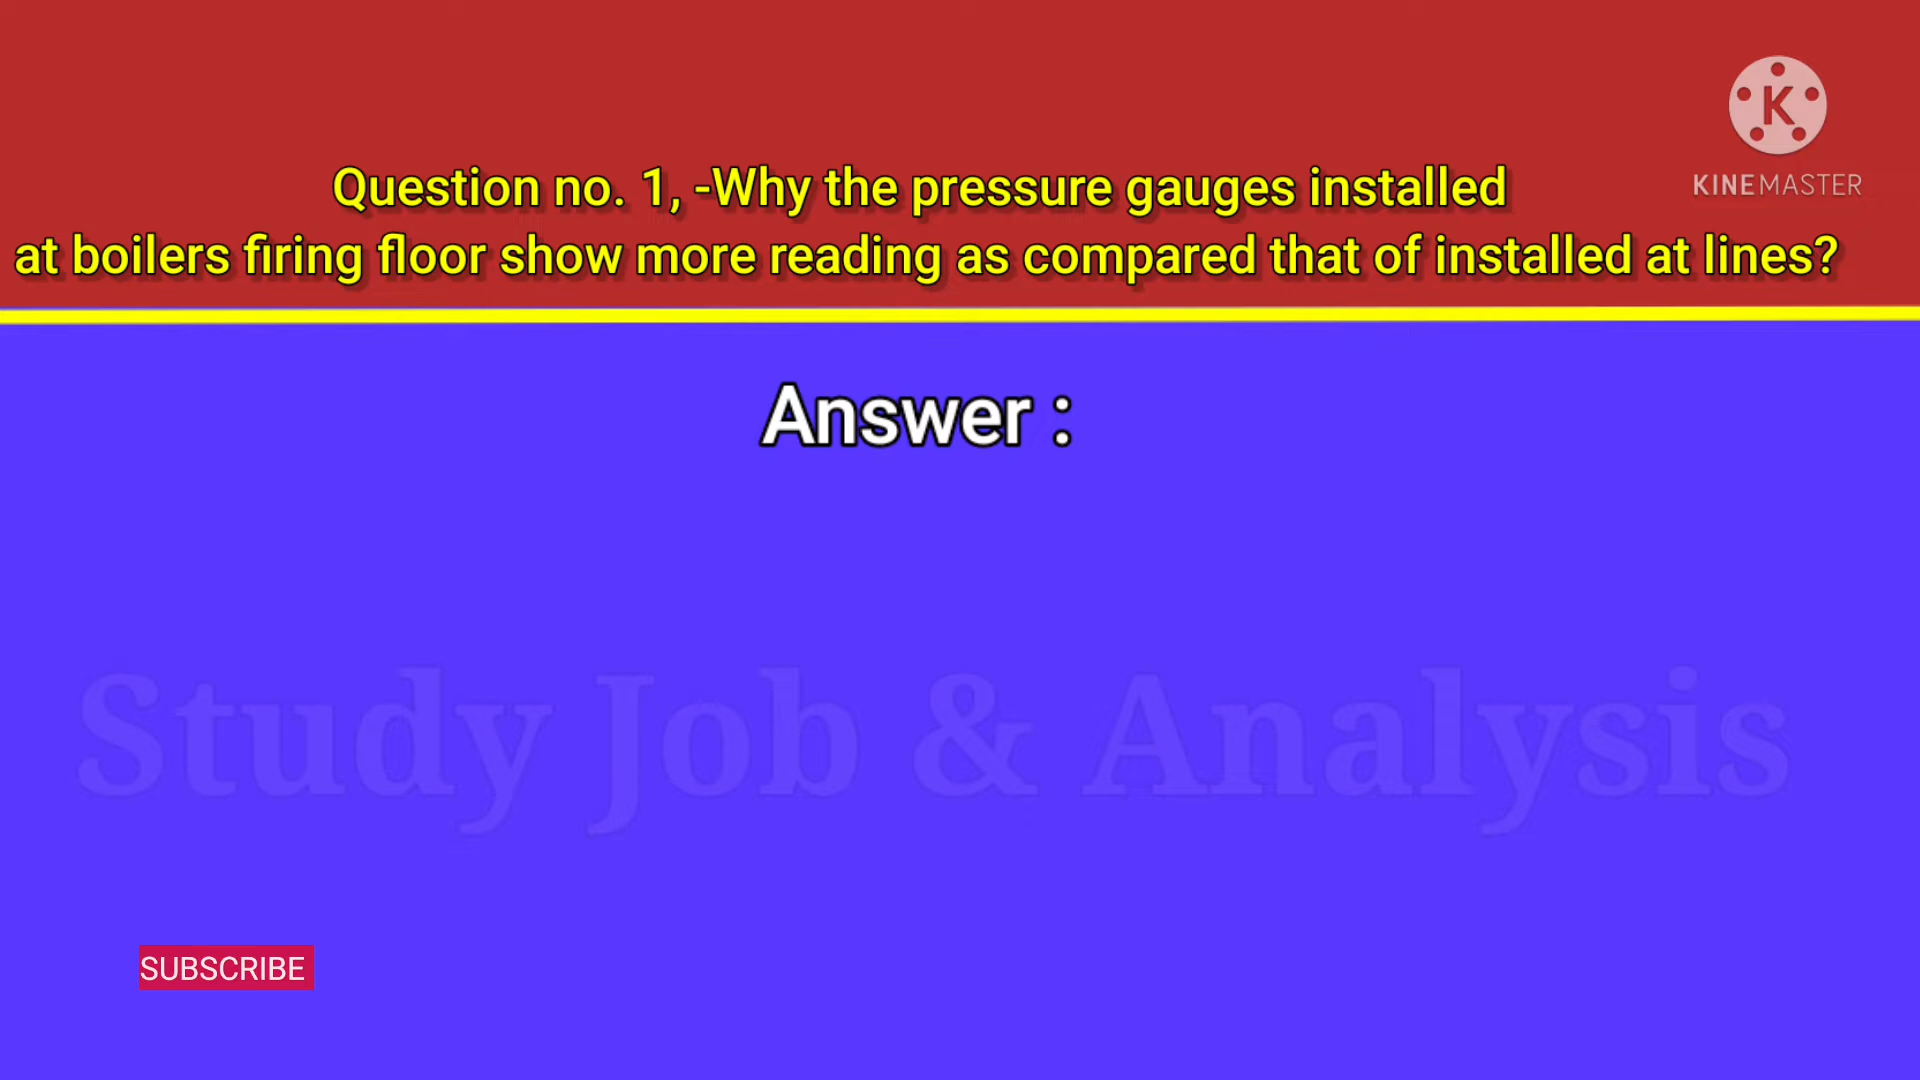 K
KINEMASTER
Question no. 1, -Why the pressure gauges installed
at boilers firing floor show more reading as compared that of installed at lines?
Answer :
Study Job & Analysis
SUBSCRIBE